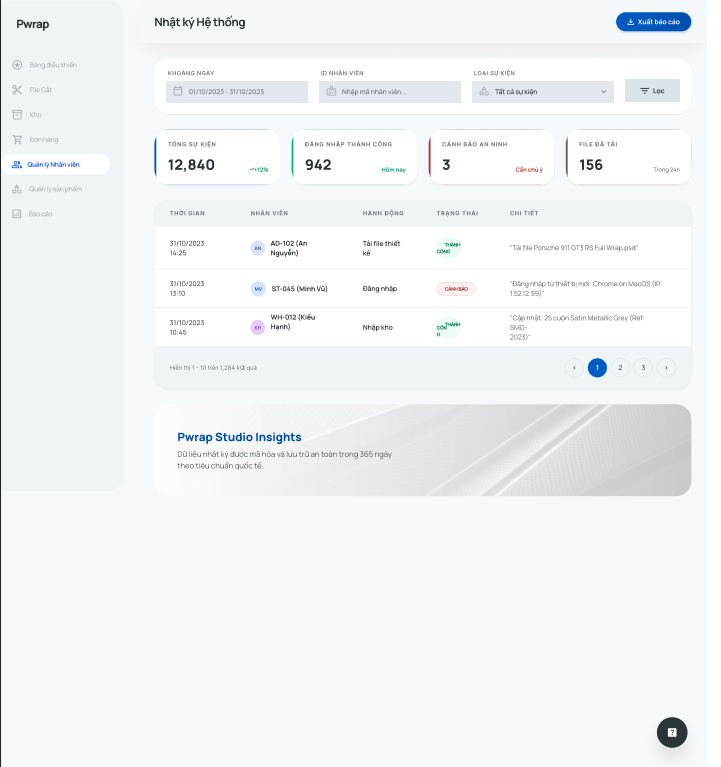 Pwrap
Bảng điều khiển
File Cắt
Kho
Đơn hàng
Quản lý Nhân viên
Quản lý sản phẩm
Báo cáo
Nhật ký Hệ thống
Xuất báo cáo
KHOẢNG NGÀY
01/10/2023 - 31/10/2023
ID NHÂN VIÊN
Nhập mã nhân viên...
LOẠI SỰ KIỆN
Tất cả sự kiện
Lọc
TỔNG SỰ KIỆN
12,840
+12%
ĐĂNG NHẬP THÀNH CÔNG
942
Hôm nay
CẢNH BÁO AN NINH
3
Cần chú ý
FILE ĐÃ TẢI
156
Trong 24h
THỜI GIAN NHÂN VIÊN HÀNH ĐỘNG TRẠNG THÁI CHI TIẾT
31/10/2023
14:25
AN
AD-102 (An
Nguyễn)
Tải file thiết
kế
THÀNH
CÔNG
"Tải file Porsche 911 GT3 RS Full Wrap.psd"
31/10/2023
13:10
MV
ST-045 (Minh Vũ)
Đăng nhập
CẢNH BÁO
"Đăng nhập từ thiết bị mới: Chrome on MacOS (IP:
1.52.12.99)"
31/10/2023
10:45
KH
WH-012 (Kiều
Hạnh)
Nhập kho
THÀNH
CÔN
G
"Cập nhật: 25 cuộn Satin Metallic Grey (Ref:
SMG-
2023)"
Hiển thị 1 - 10 trên 1,284 kết quả
‹ 1 2 3 ›
Pwrap Studio Insights
Dữ liệu nhật ký được mã hóa và lưu trữ an toàn trong 365 ngày
theo tiêu chuẩn quốc tế.
?